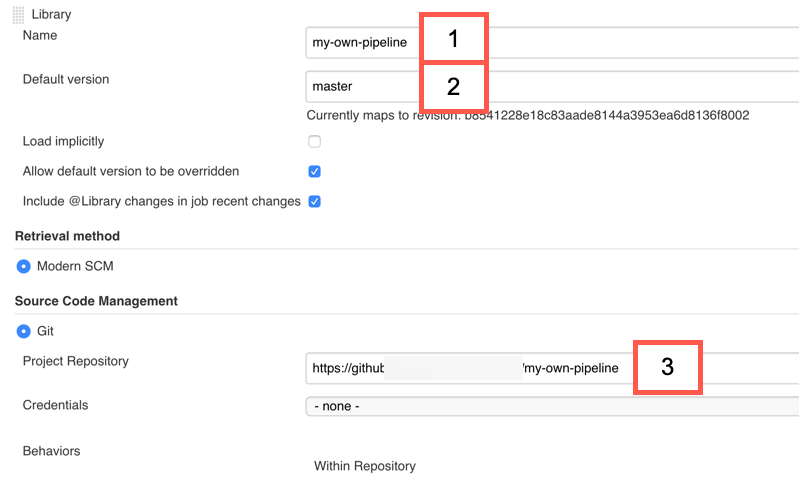 Library
Name
my-own-pipeline
1
Default version
master
2
Currently maps to revision: b8541228e18c83aade8144a3953ea6d8136f8002
Load implicitly
Allow default version to be overridden
Include @Library changes in job recent changes
Retrieval method
Modern SCM
Source Code Management
Git
Project Repository
https://github /my-own-pipeline
3
Credentials
- none -
Behaviors
Within Repository